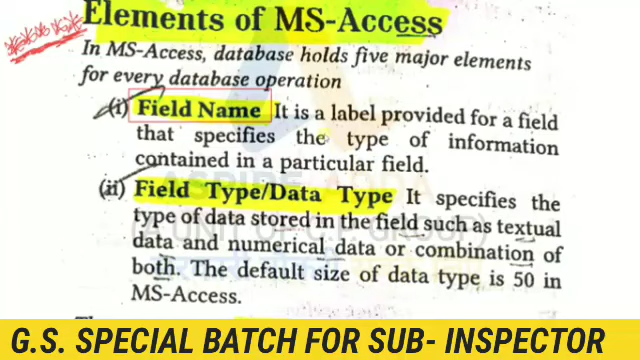 Elements of MS-Access
In MS-Access, database holds five major elements
for every database operation
(i) Field Name It is a label provided for a field
that specifies the type of information
contained in a particular field.
(ii) Field Type/Data Type It specifies the
type of data stored in the field such as textual
data and numerical data or combination of
both. The default size of data type is 50 in
MS-Access.
G.S. SPECIAL BATCH FOR SUB- INSPECTOR